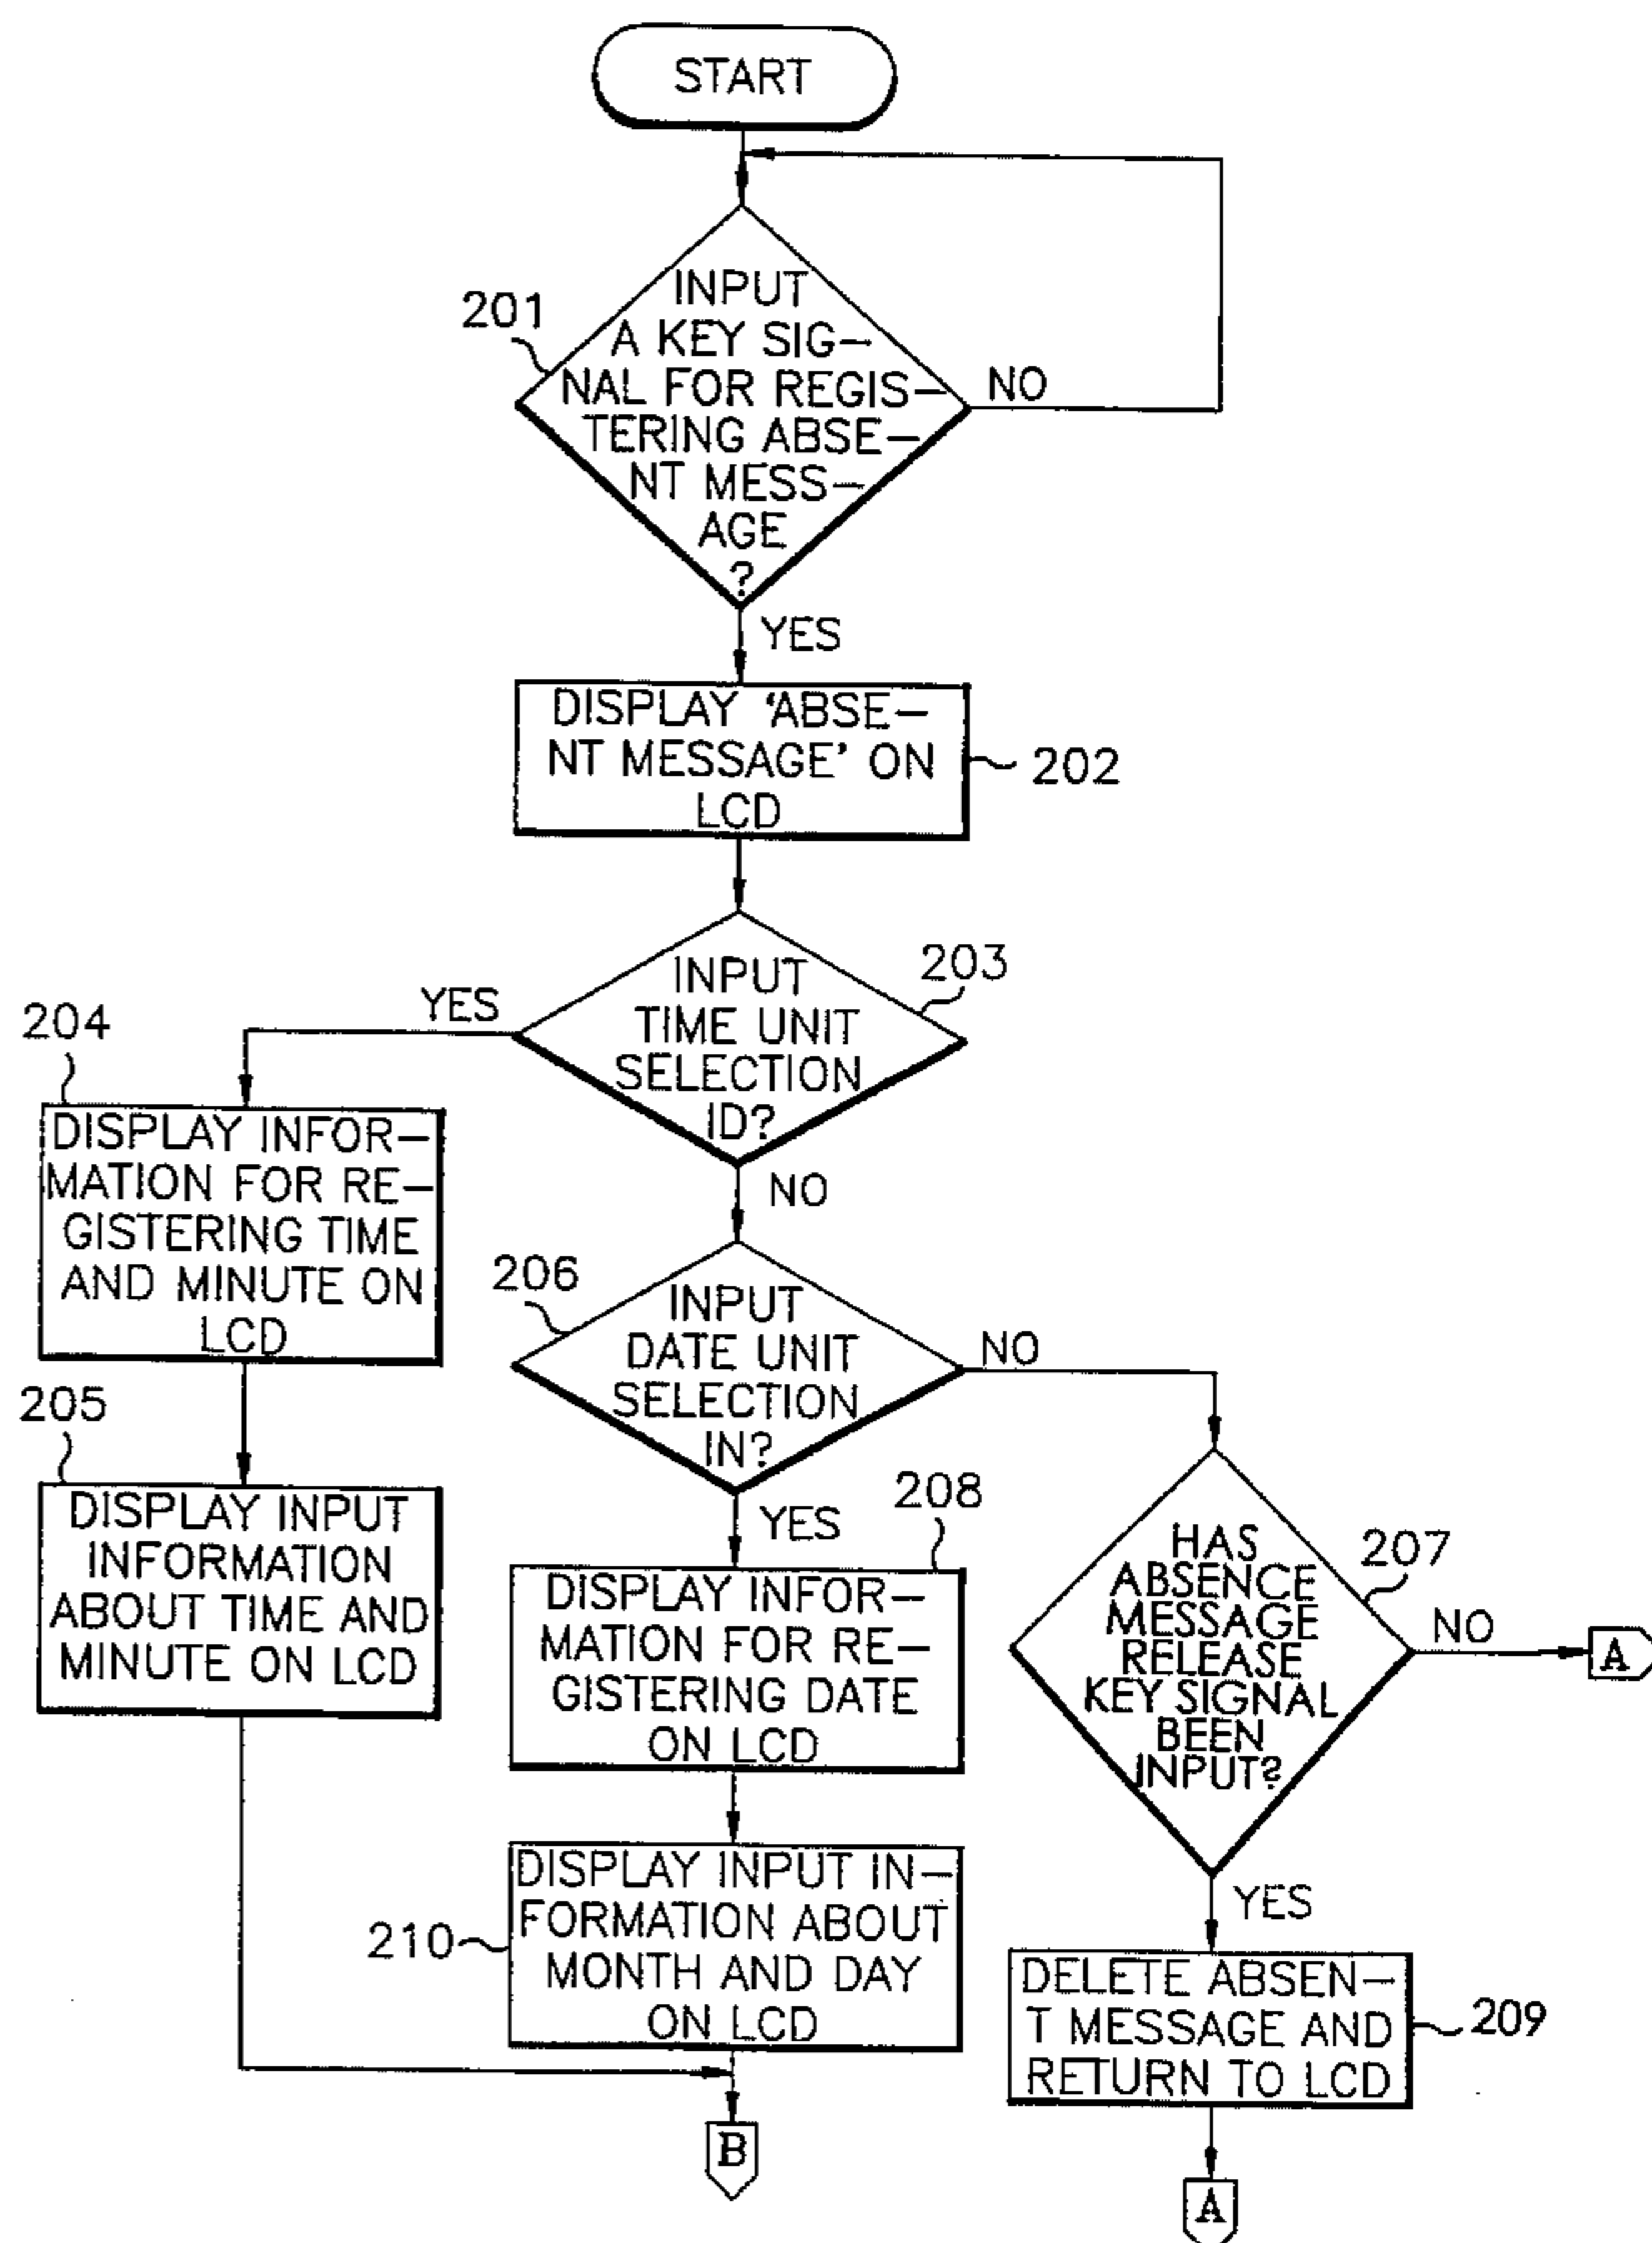 START
INPUT
201
A KEY SIG-
NAL FOR REGIS-
NO
TERING ABSE-
NT MESS-
AGE
?
YES
DISPLAY 'ABSE-
NT MESSAGE' ON
LCD
202
INPUT
TIME UNIT
SELECTION
ID?
203
YES
204
DISPLAY INFOR-
MATION FOR RE-
GISTERING TIME
AND MINUTE ON
LCD
205
DISPLAY INPUT
INFORMATION
ABOUT TIME AND
MINUTE ON LCD
NO
206
INPUT
DATE UNIT
SELECTION
IN?
NO
YES
208
DISPLAY INFOR-
MATION FOR RE-
GISTERING DATE
ON LCD
210
DISPLAY INPUT IN-
FORMATION ABOUT
MONTH AND DAY
ON LCD
B
HAS
ABSENCE
MESSAGE
RELEASE
KEY SIGNAL
BEEN
INPUT?
207
NO
A
YES
DELETE ABSEN-
T MESSAGE AND
RETURN TO LCD
209
A